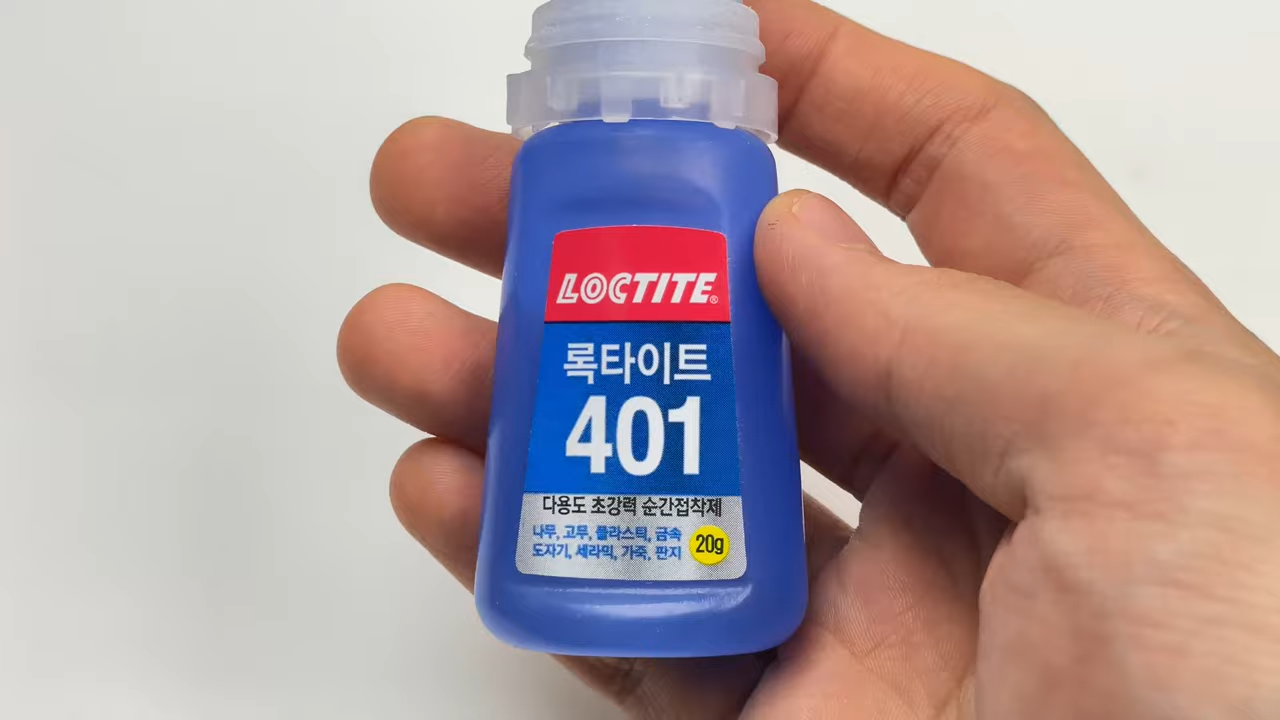 LOCTITE®
록타이트
401
다용도 초강력 순간접착제
나무, 고무, 플라스틱, 금속
도자기, 세라믹, 가죽, 판지
20g